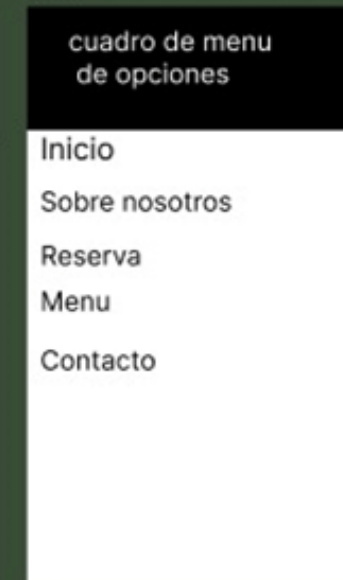 cuadro de menu
de opciones
Inicio
Sobre nosotros
Reserva
Menu
Contacto